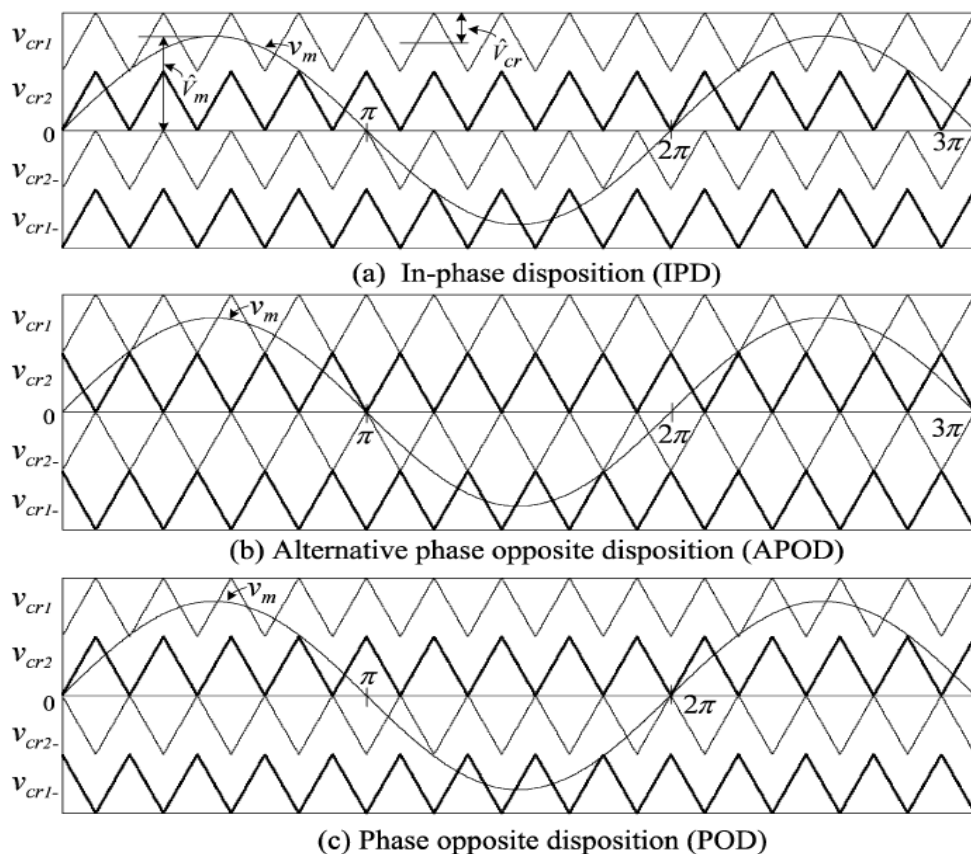 v_cr1
v_m
V̂_cr
v_cr2
V̂_m
π
0
2π
3π
v_cr2-
v_cr1-
(a) In-phase disposition (IPD)
v_cr1
v_m
v_cr2
0
π
2π
3π
v_cr2-
v_cr1-
(b) Alternative phase opposite disposition (APOD)
v_cr1
v_m
v_cr2
π
0
2π
v_cr2-
v_cr1-
(c) Phase opposite disposition (POD)